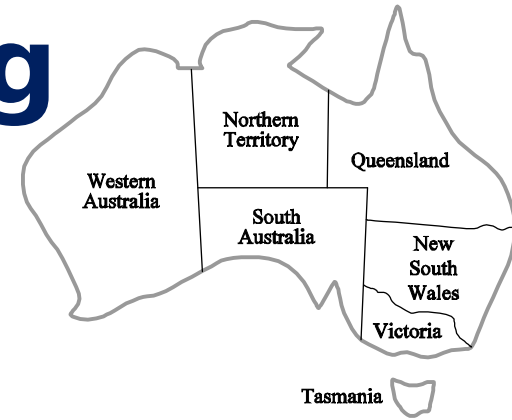 g
Northern
Territory
Queensland
Western
Australia
South
Australia
New
South
Wales
Victoria
Tasmania